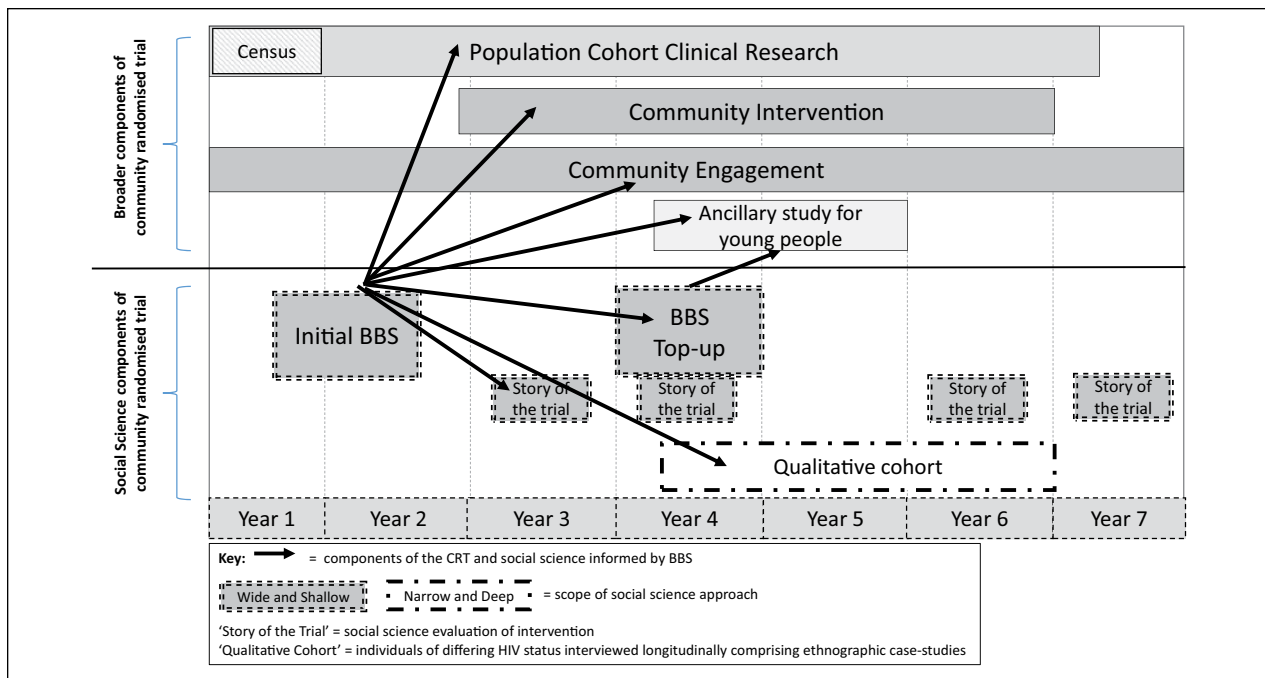 Broader components of
community randomised trial
Census
Population Cohort Clinical Research
Community Intervention
Community Engagement
Ancillary study for
young people
Social Science components of
community randomised trial
Initial BBS
BBS
Top-up
Story of
the trial
Story of
the trial
Story of
the trial
Story of
the trial
Qualitative cohort
Year 1
Year 2
Year 3
Year 4
Year 5
Year 6
Year 7
Key: = components of the CRT and social science informed by BBS
Wide and Shallow Narrow and Deep = scope of social science approach
‘Story of the Trial’ = social science evaluation of intervention
‘Qualitative Cohort’ = individuals of differing HIV status interviewed longitudinally comprising ethnographic case-studies